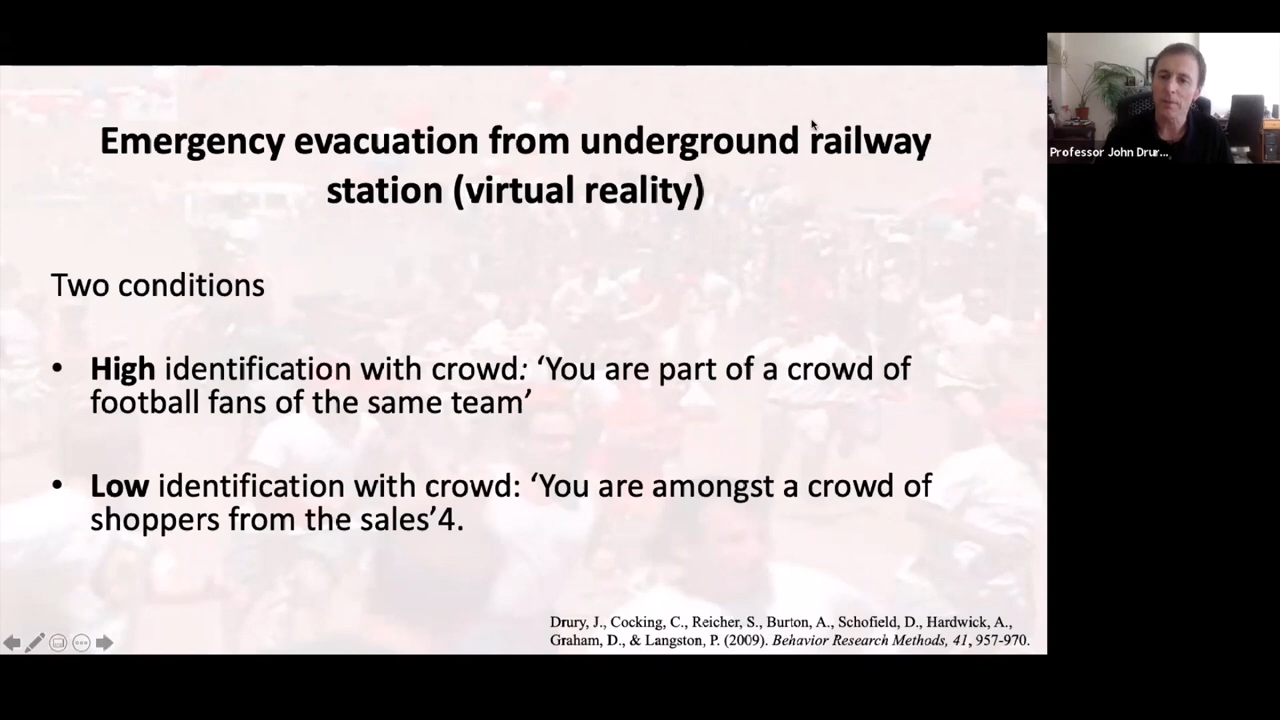 Emergency evacuation from underground railway
station (virtual reality)
Two conditions
• High identification with crowd: ‘You are part of a crowd of
football fans of the same team’
• Low identification with crowd: ‘You are amongst a crowd of
shoppers from the sales’4.
Drury, J., Cocking, C., Reicher, S., Burton, A., Schofield, D., Hardwick, A.,
Graham, D., & Langston, P. (2009). Behavior Research Methods, 41, 957-970.
Professor John Drur...